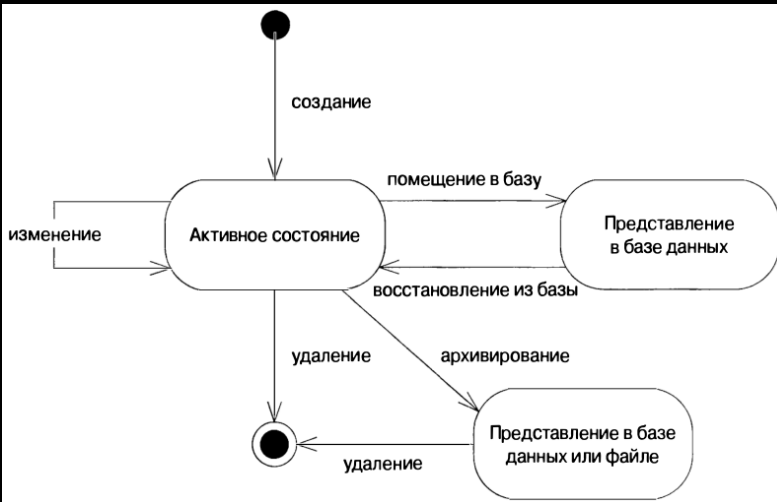 создание
помещение в базу
Представление
в базе данных
изменение
Активное состояние
восстановление из базы
удаление
архивирование
Представление в базе
данных или файле
удаление